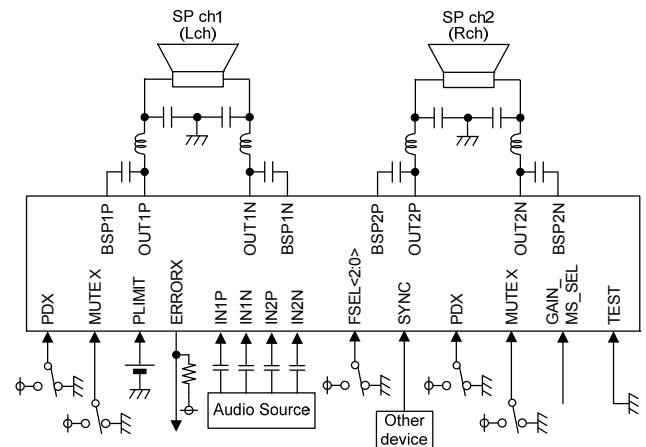 SP ch1
(Lch)
SP ch2
(Rch)
BSP1P
OUT1P
OUT1N
BSP1N
BSP2P
OUT2P
OUT2N
BSP2N
PDX
MUTEX
PLIMIT
ERRORX
IN1P
IN1N
IN2P
IN2N
FSEL<2:0>
SYNC
PDX
MUTEX
GAIN_
MS_SEL
TEST
Audio Source
Other
device